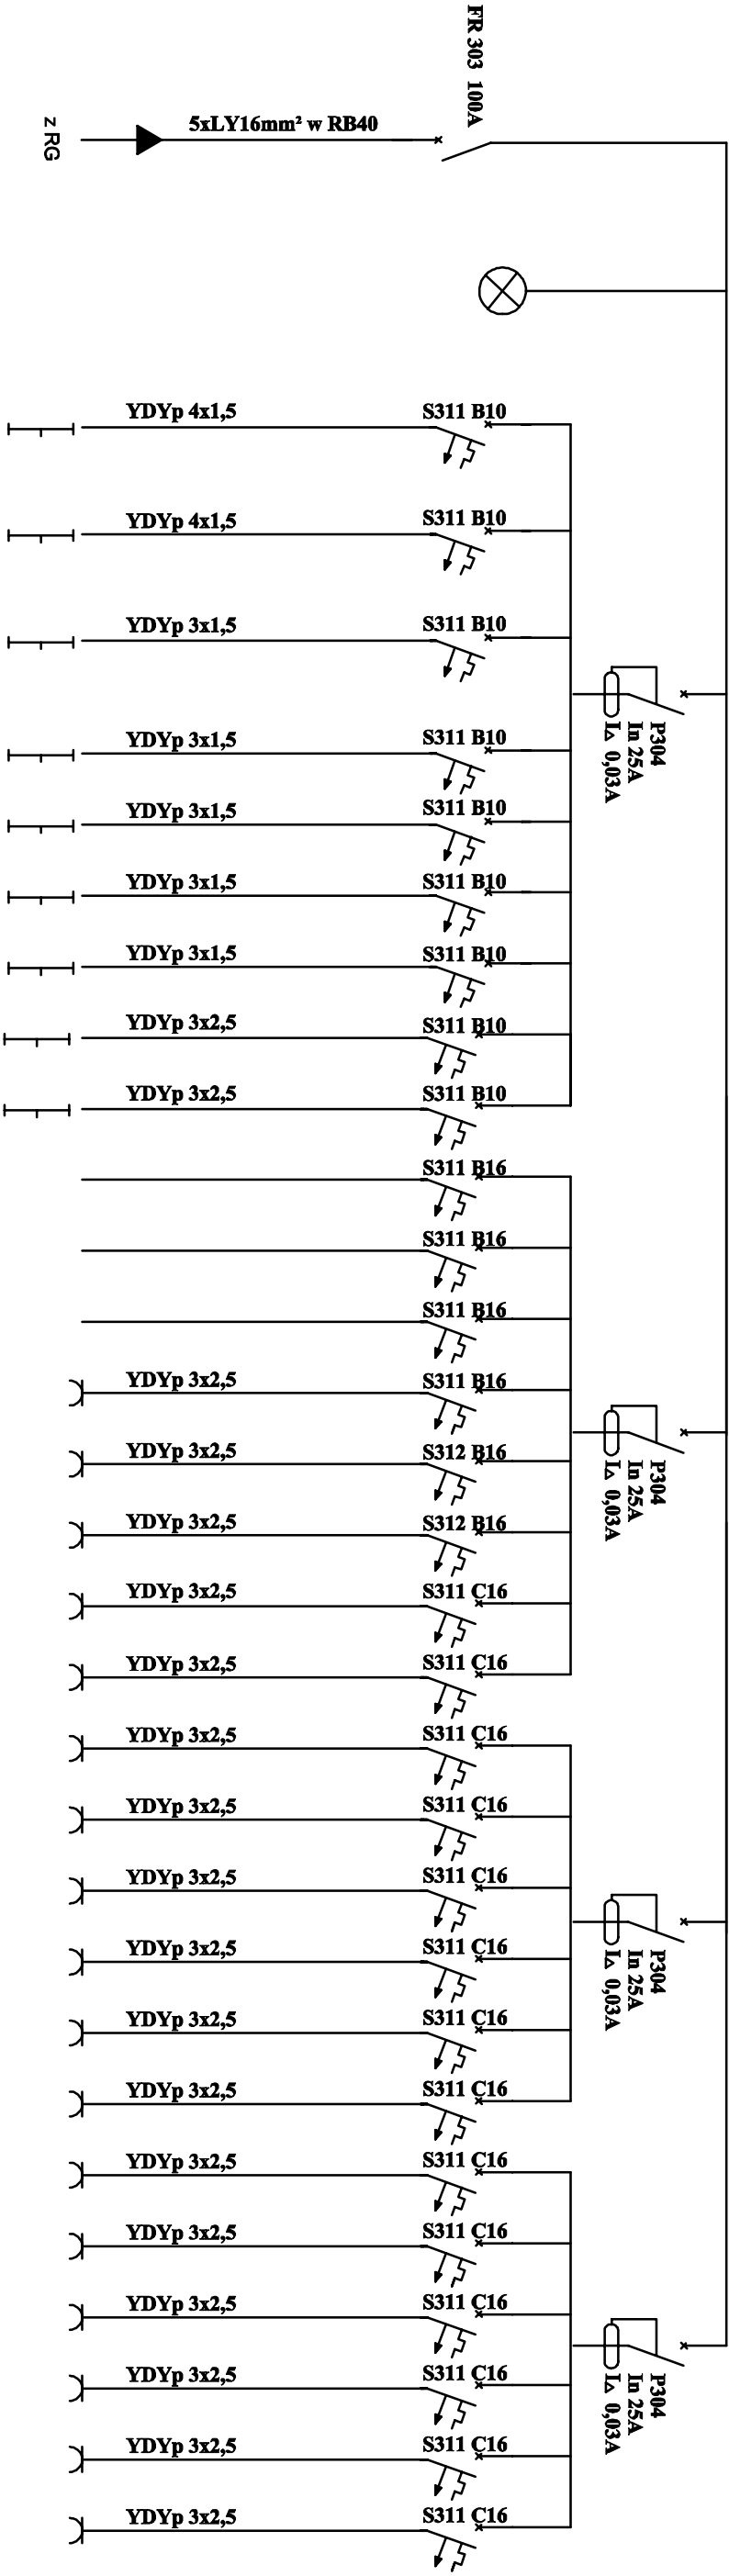 FR 303 100A
5xLY16mm² w RB40
z RG
YDYp 4x1,5 S311 B10
YDYp 4x1,5 S311 B10
YDYp 3x1,5 S311 B10
P304
In 25A
I∆ 0,03A
YDYp 3x1,5 S311 B10
YDYp 3x1,5 S311 B10
YDYp 3x1,5 S311 B10
YDYp 3x1,5 S311 B10
YDYp 3x2,5 S311 B10
YDYp 3x2,5 S311 B10
S311 B16
S311 B16
S311 B16
YDYp 3x2,5 S311 B16
P304
In 25A
I∆ 0,03A
YDYp 3x2,5 S312 B16
YDYp 3x2,5 S312 B16
YDYp 3x2,5 S311 C16
YDYp 3x2,5 S311 C16
YDYp 3x2,5 S311 C16
YDYp 3x2,5 S311 C16
YDYp 3x2,5 S311 C16
P304
In 25A
I∆ 0,03A
YDYp 3x2,5 S311 C16
YDYp 3x2,5 S311 C16
YDYp 3x2,5 S311 C16
YDYp 3x2,5 S311 C16
YDYp 3x2,5 S311 C16
YDYp 3x2,5 S311 C16
P304
In 25A
I∆ 0,03A
YDYp 3x2,5 S311 C16
YDYp 3x2,5 S311 C16
YDYp 3x2,5 S311 C16